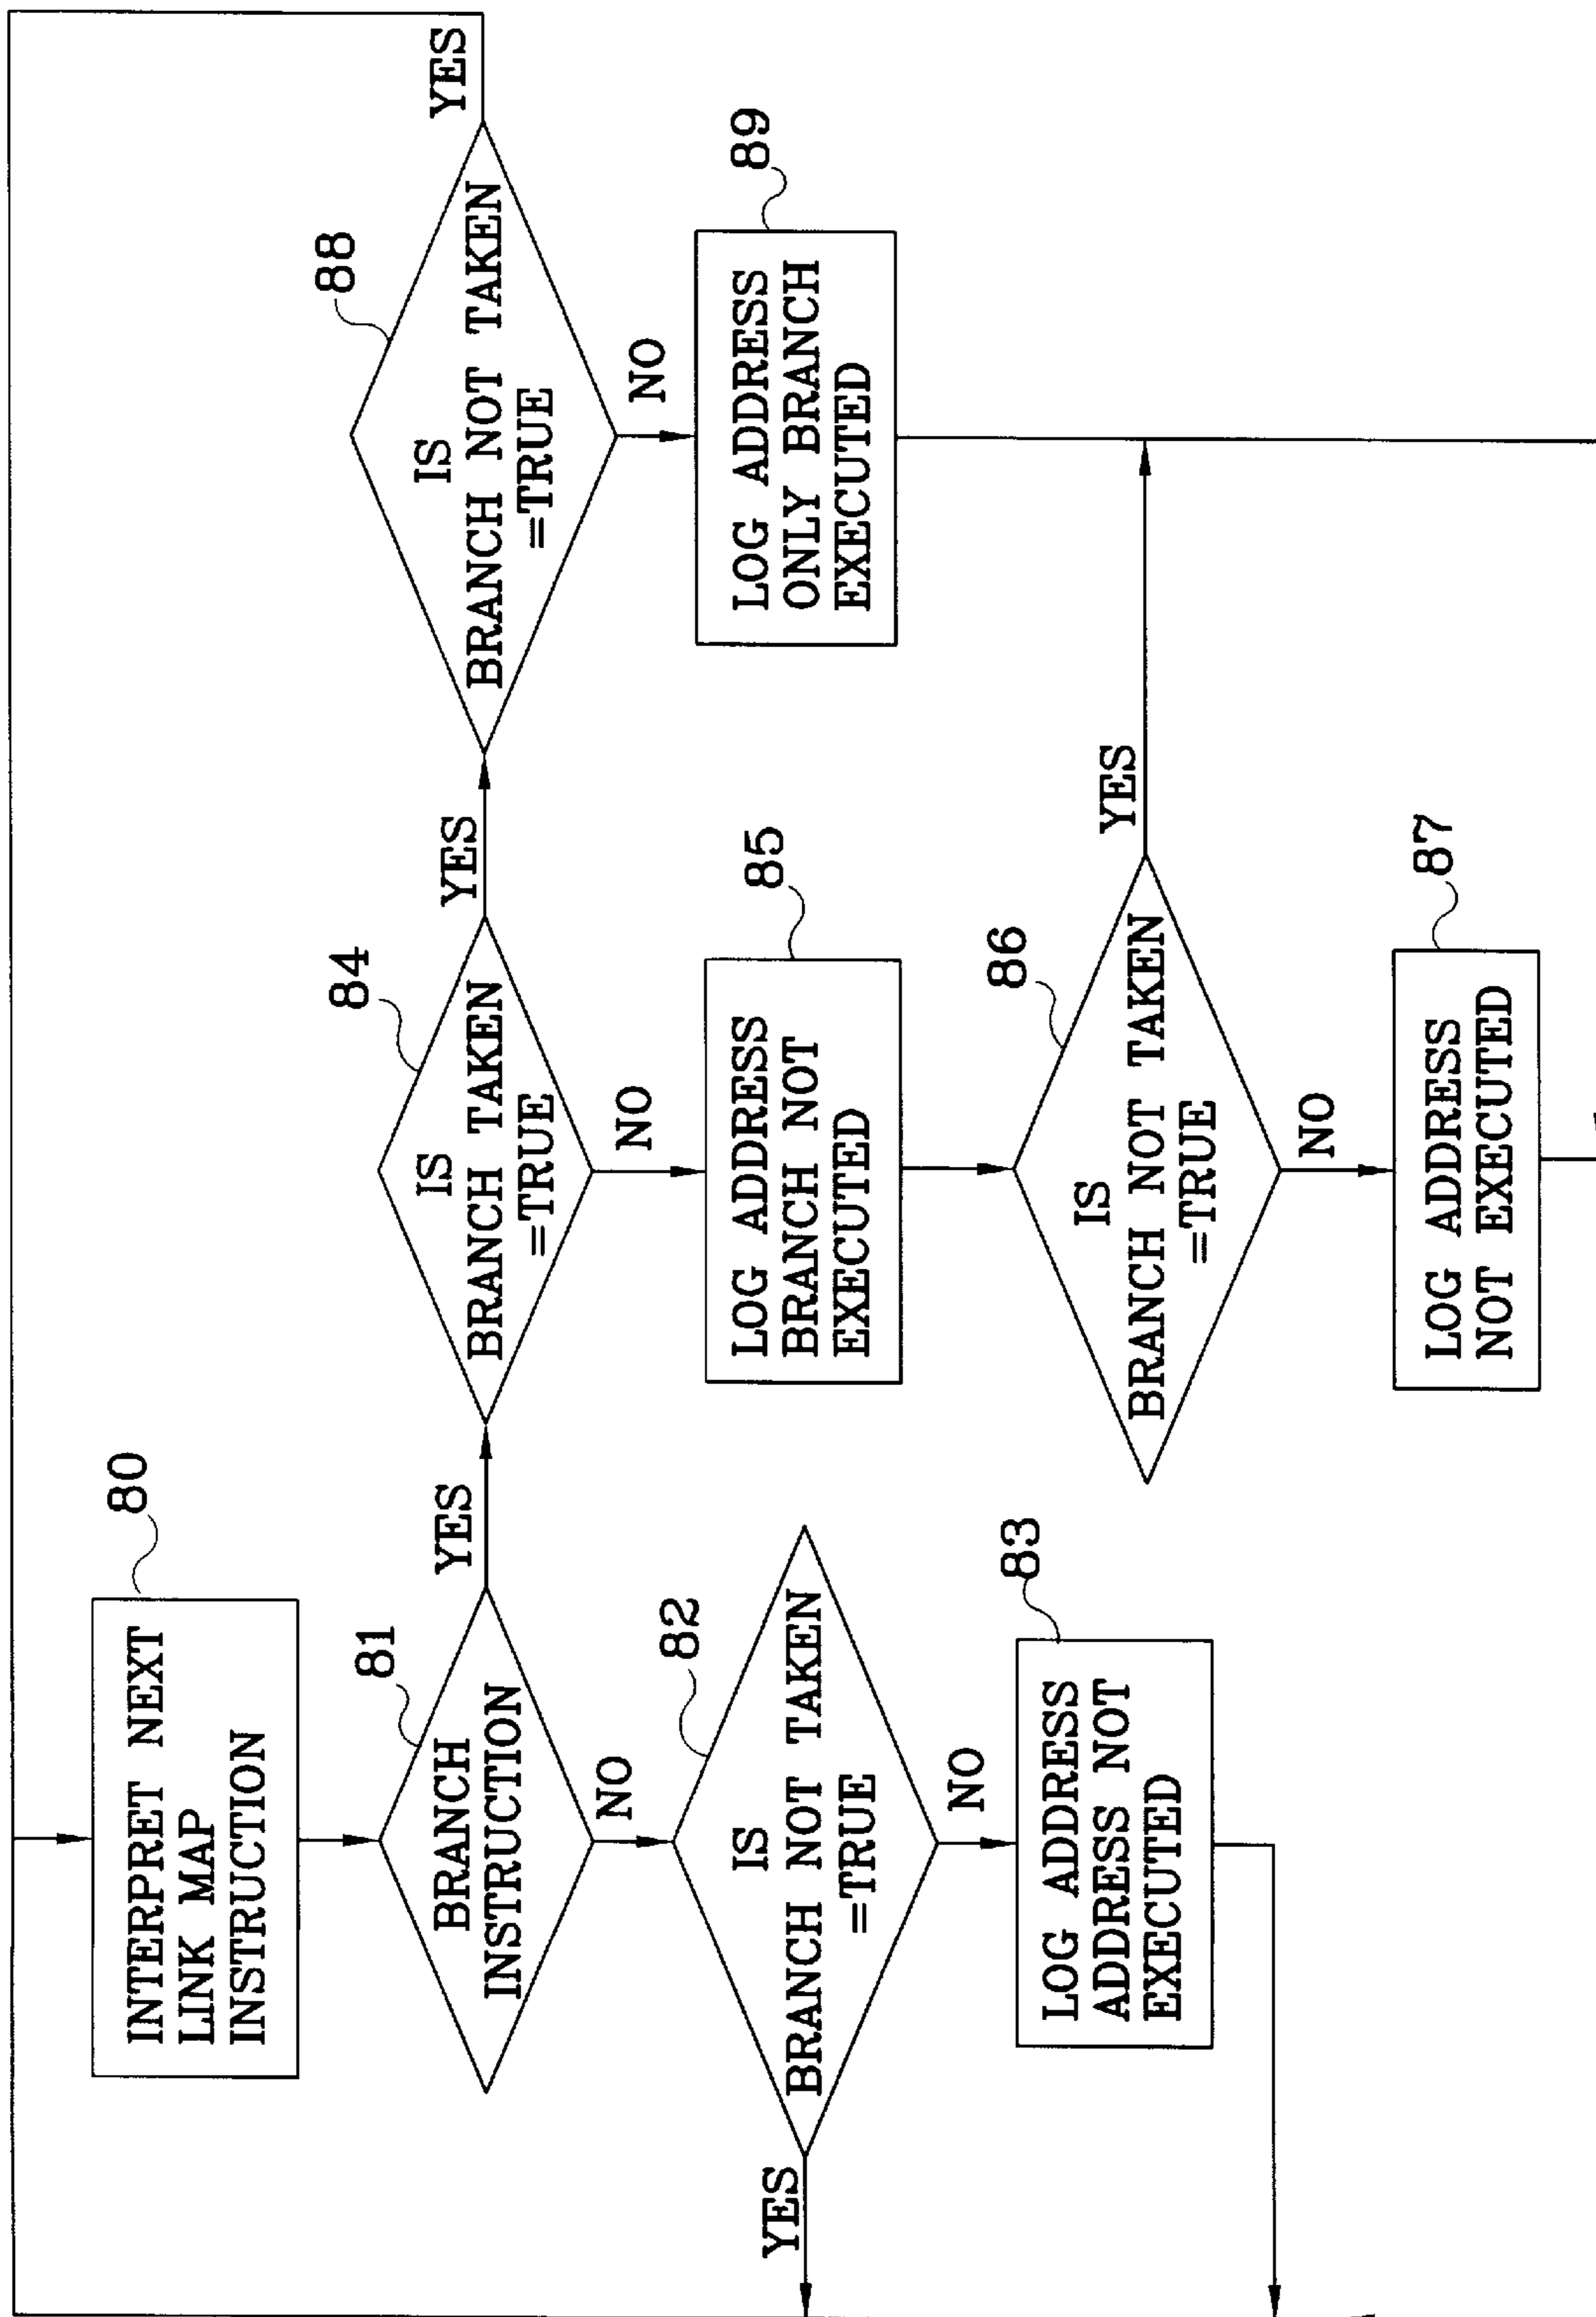 80
INTERPRET NEXT
LINK MAP
INSTRUCTION
81
BRANCH
INSTRUCTION
YES
NO
82
IS
BRANCH NOT TAKEN
=TRUE
YES
NO
83
LOG ADDRESS
ADDRESS NOT
EXECUTED
84
IS
BRANCH TAKEN
=TRUE
YES
NO
85
LOG ADDRESS
BRANCH NOT
EXECUTED
86
IS
BRANCH NOT TAKEN
=TRUE
YES
NO
87
LOG ADDRESS
NOT EXECUTED
88
IS
BRANCH NOT TAKEN
=TRUE
YES
NO
89
LOG ADDRESS
ONLY BRANCH
EXECUTED